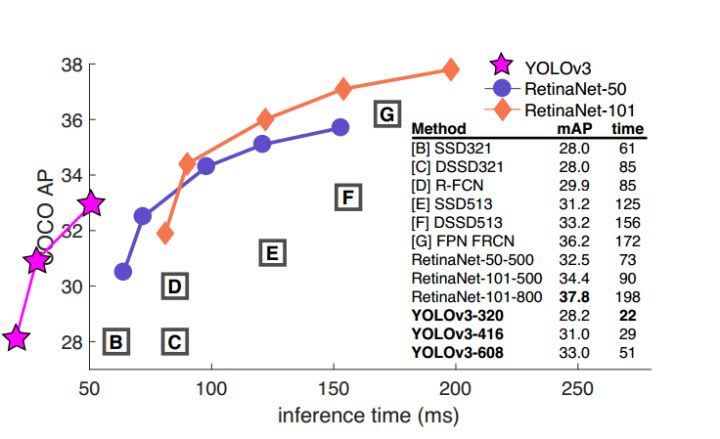 38
36
34
32
30
28
COCO AP
50
100
150
200
250
inference time (ms)
B
C
D
E
F
G
YOLOv3
RetinaNet-50
RetinaNet-101
Method mAP time
[B] SSD321 28.0 61
[C] DSSD321 28.0 85
[D] R-FCN 29.9 85
[E] SSD513 31.2 125
[F] DSSD513 33.2 156
[G] FPN FRCN 36.2 172
RetinaNet-50-500 32.5 73
RetinaNet-101-500 34.4 90
RetinaNet-101-800 37.8 198
YOLOv3-320 28.2 22
YOLOv3-416 31.0 29
YOLOv3-608 33.0 51